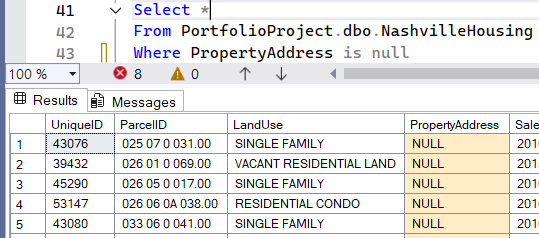 41 Select *
42 From PortfolioProject.dbo.NashvilleHousing
43 Where PropertyAddress is null
100 % 8 0
Results Messages
UniqueID ParcelID LandUse PropertyAddress Sale
1 43076 025 07 0 031.00 SINGLE FAMILY NULL 201
2 39432 026 01 0 069.00 VACANT RESIDENTIAL LAND NULL 201
3 45290 026 05 0 017.00 SINGLE FAMILY NULL 201
4 53147 026 06 0A 038.00 RESIDENTIAL CONDO NULL 201
5 43080 033 06 0 041.00 SINGLE FAMILY NULL 201